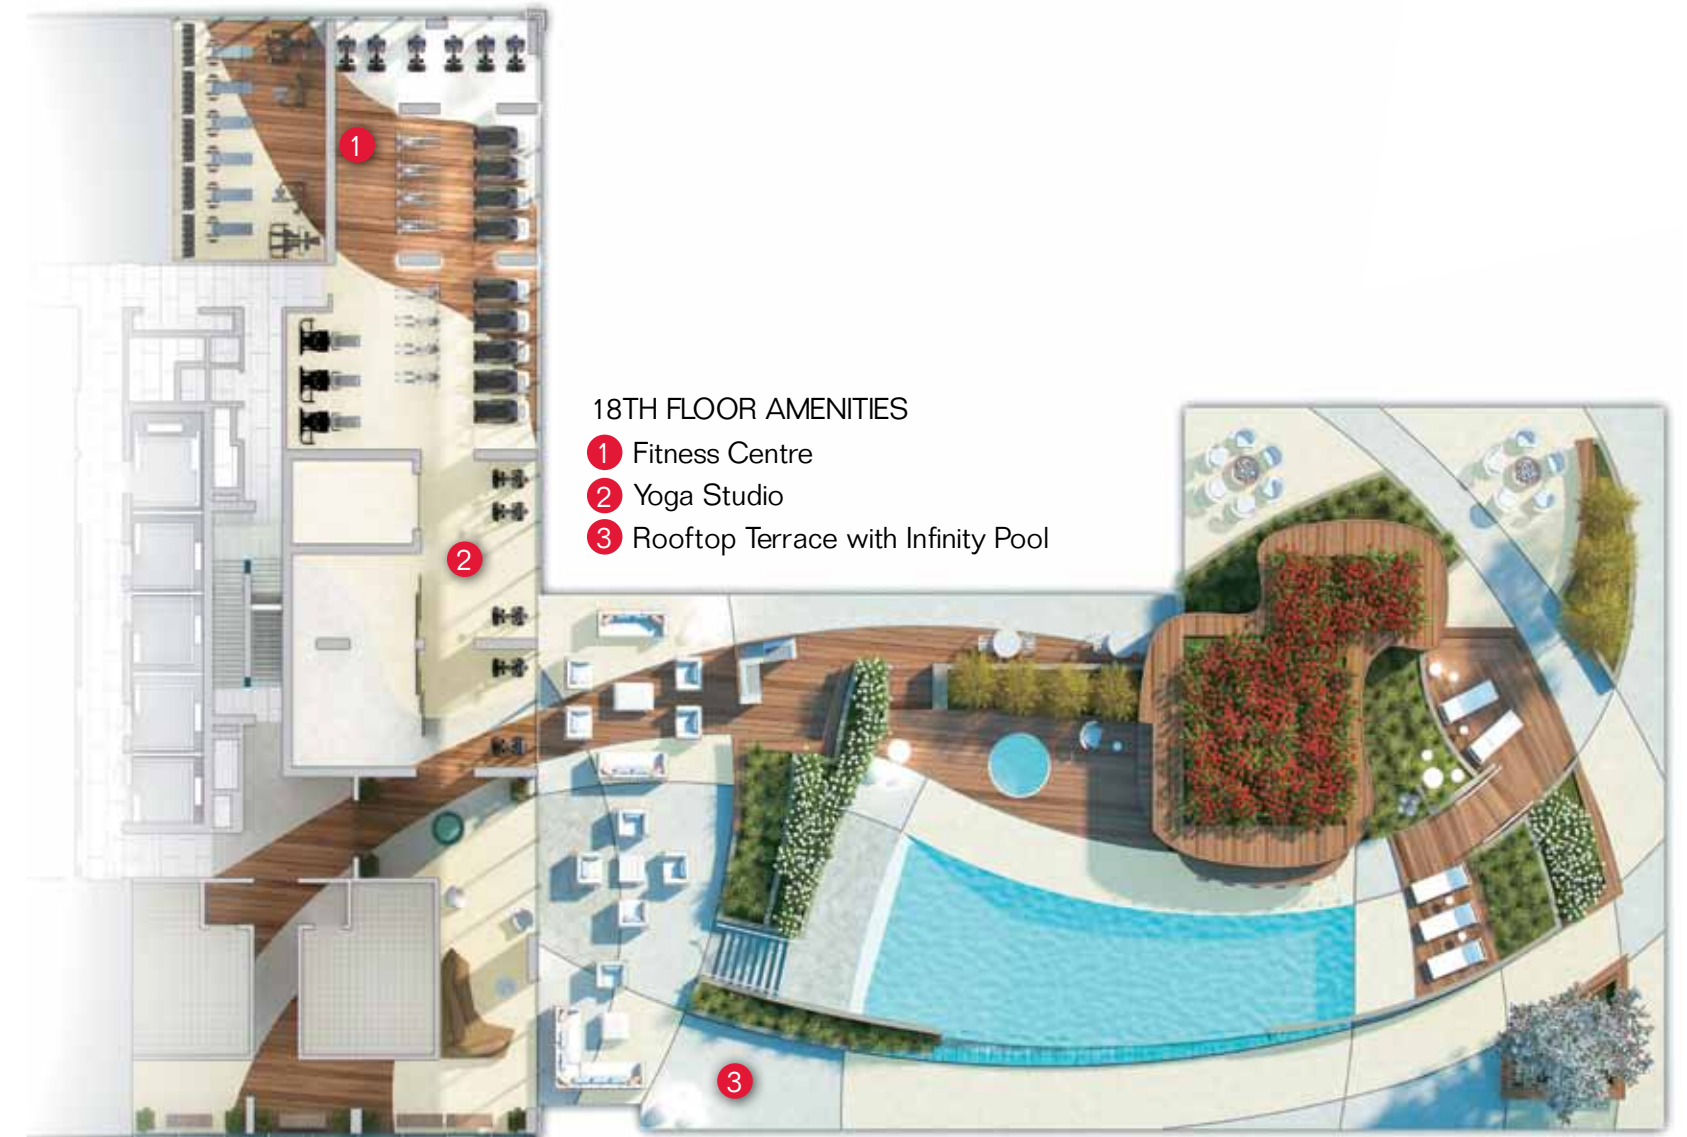 1
2
3
18TH FLOOR AMENITIES
1 Fitness Centre
2 Yoga Studio
3 Rooftop Terrace with Infinity Pool